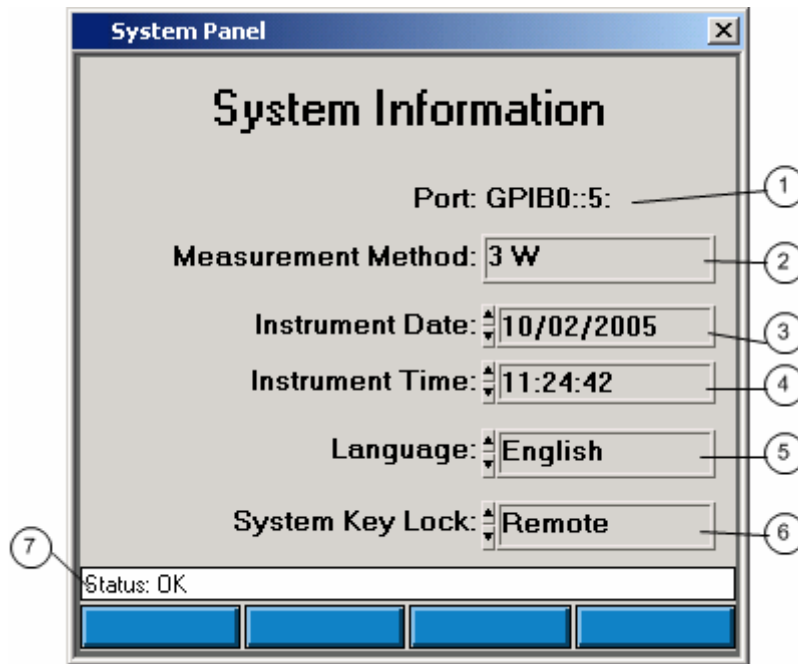 System Panel
System Information
Port: GPIB0::5: 1
Measurement Method: 3 W 2
Instrument Date: 10/02/2005 3
Instrument Time: 11:24:42 4
Language: English 5
System Key Lock: Remote 6
7
Status: OK